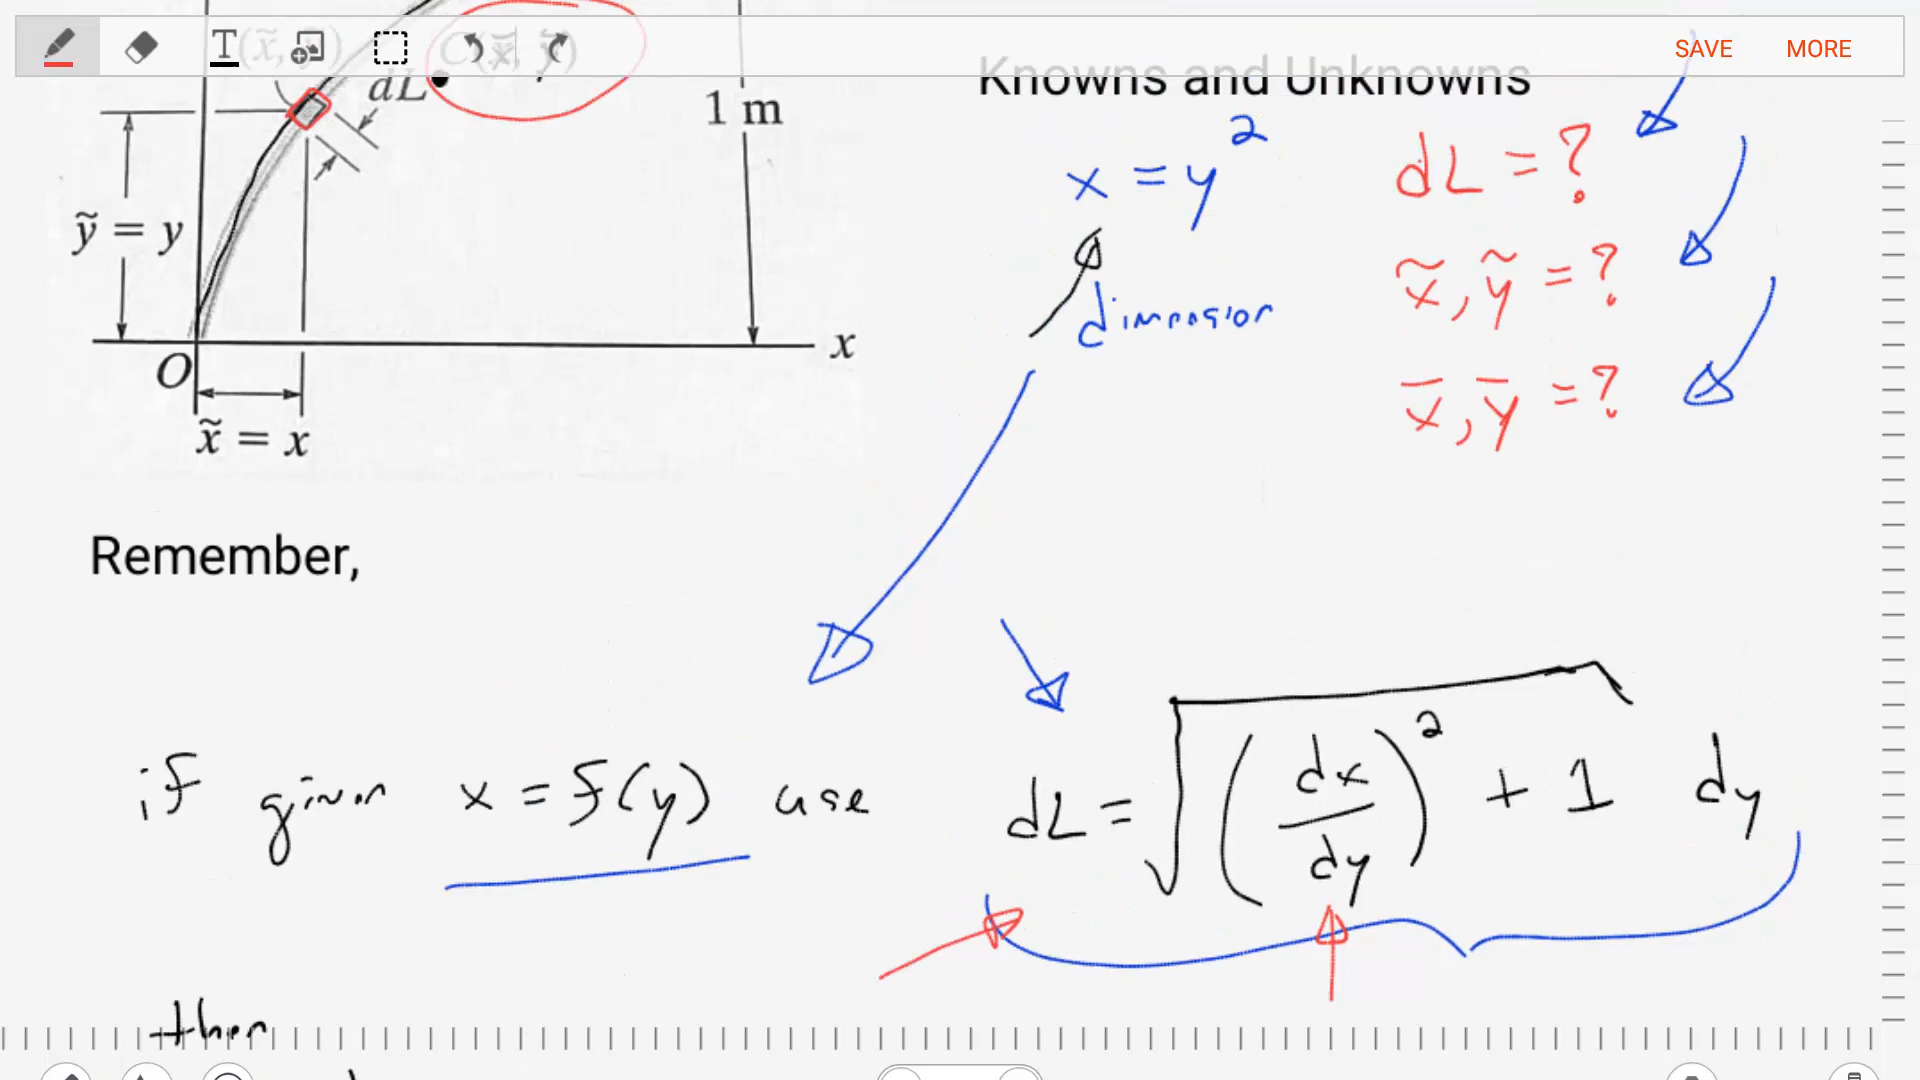 T
SAVE
MORE
(x̃, ỹ)
C(x̄, ȳ)
Knowns and Unknowns
dL
1 m
x = y²
dL = ?
ỹ = y
x̃, ỹ = ?
dimension
x
O
x̄, ȳ = ?
x̃ = x
Remember,
if given x = f(y) use
dL = √((dx/dy)² + 1) dy
then